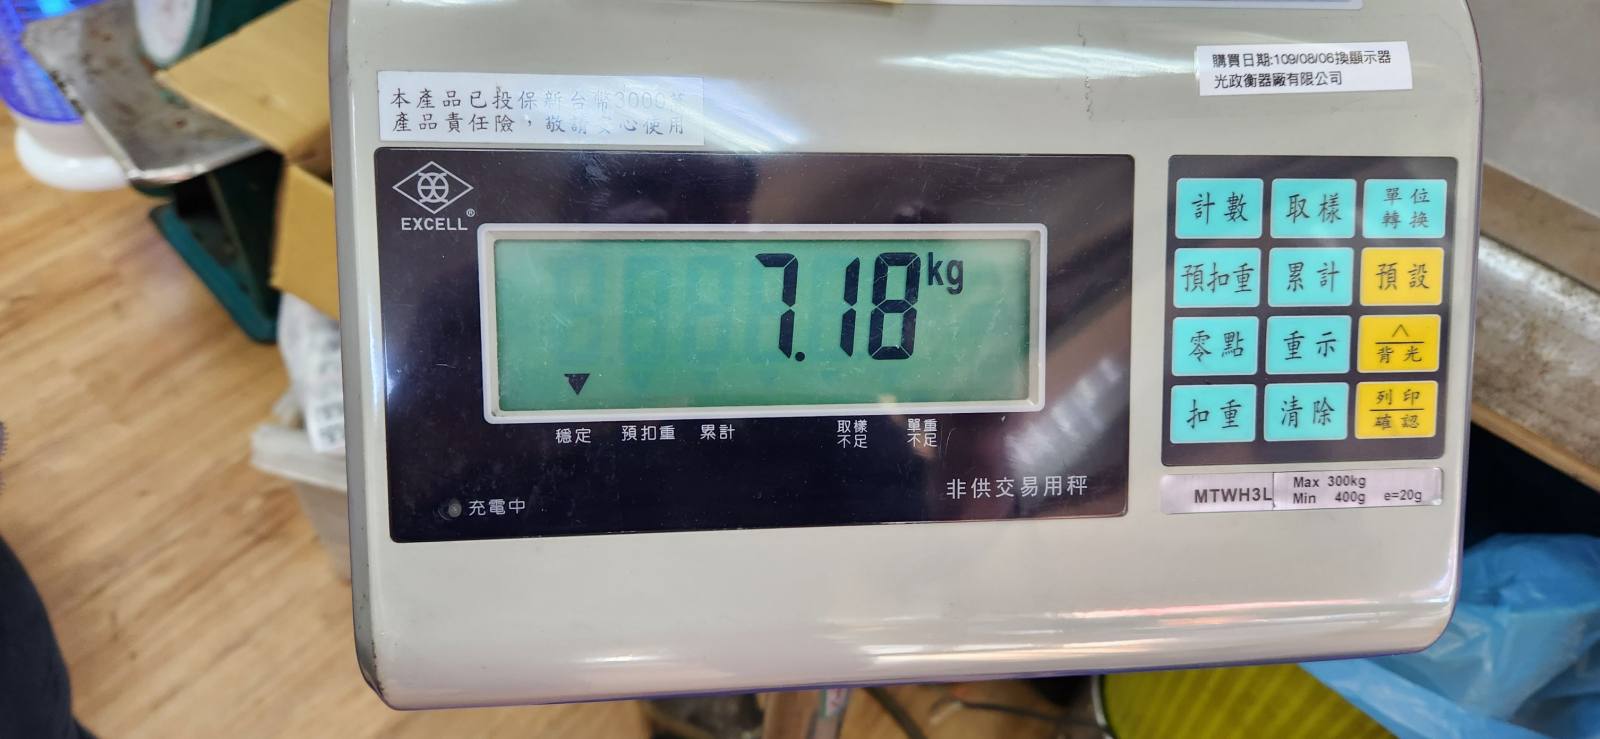 購買日期:109/08/06換顯示器
光政衡器廠有限公司
本產品已投保新台幣3000萬
產品責任險，敬請安心使用
EXCELL®
7.18kg
穩定 預扣重 累計 取樣不足 單重不足
充電中
非供交易用秤
計數 取樣 單位轉換
預扣重 累計 預設
零點 重示 背光
扣重 清除 列印確認
MTWH3L
Max 300kg
Min 400g e=20g